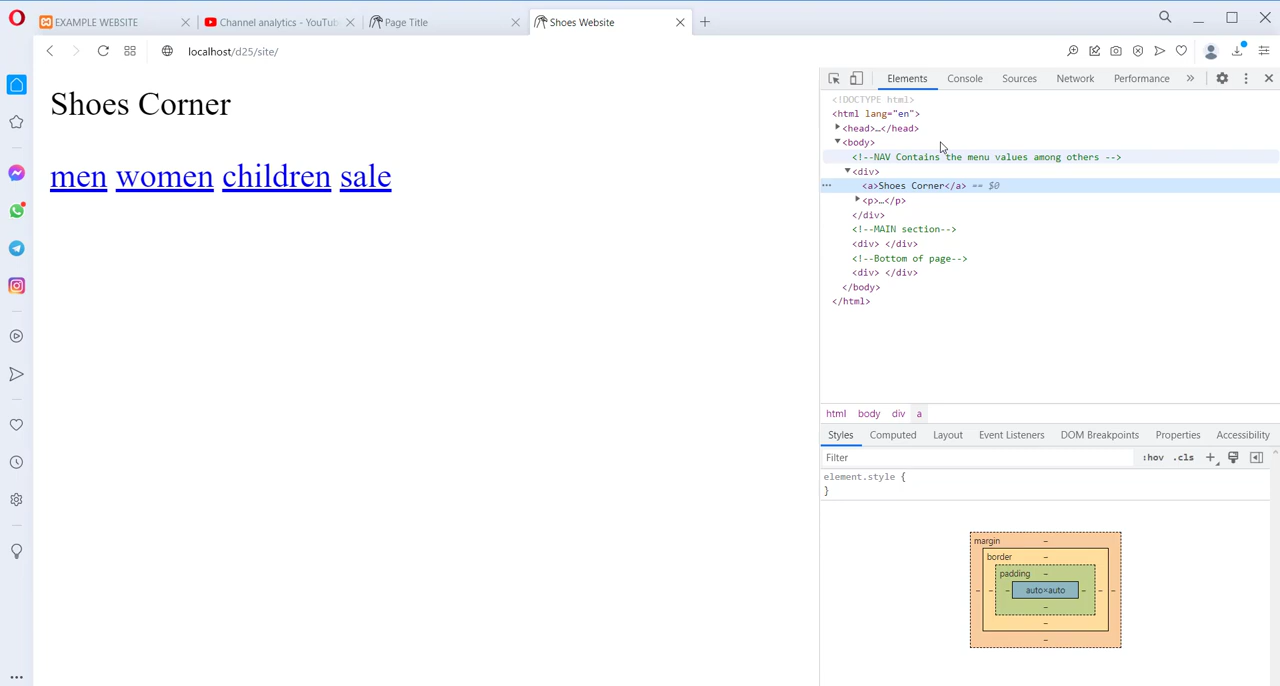 EXAMPLE WEBSITE
Channel analytics - YouTub
Page Title
Shoes Website
localhost/d25/site/
Shoes Corner
men women children sale
Elements Console Sources Network Performance »
<!DOCTYPE html>
<html lang="en">
<head>…</head>
<body>
<!--NAV Contains the menu values among others -->
<div>
<a>Shoes Corner</a> == $0
<p>…</p>
</div>
<!--MAIN section-->
<div> </div>
<!--Bottom of page-->
<div> </div>
</body>
</html>
html body div a
Styles Computed Layout Event Listeners DOM Breakpoints Properties Accessibility
Filter :hov .cls +
element.style {
}
margin –
border –
padding –
– – – auto×auto – – –
–
–
–